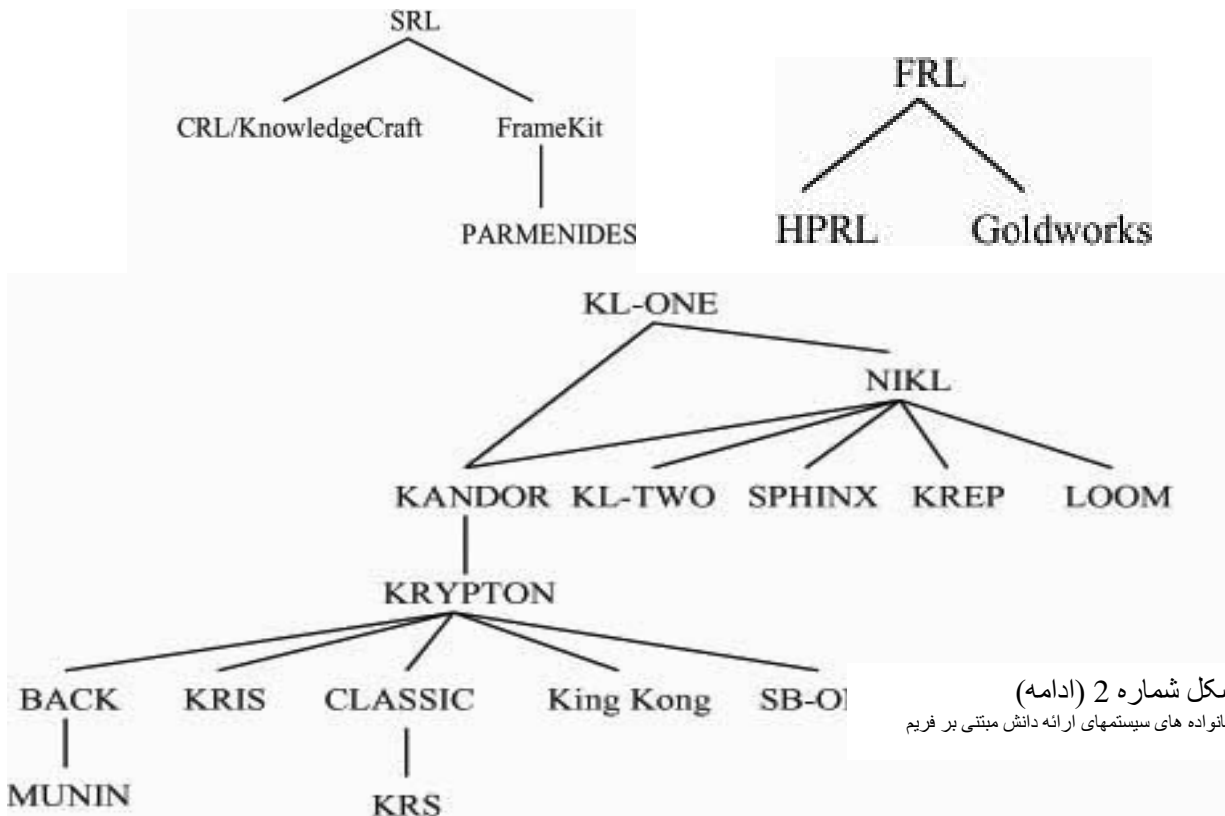 SRL
CRL/KnowledgeCraft FrameKit
PARMENIDES
FRL
HPRL Goldworks
KL-ONE
NIKL
KANDOR KL-TWO SPHINX KREP LOOM
KRYPTON
BACK KRIS CLASSIC King Kong
MUNIN KRS
شماره 2 (ادامه)
های سیستمهای ارائه دانش مبتنی بر فریم